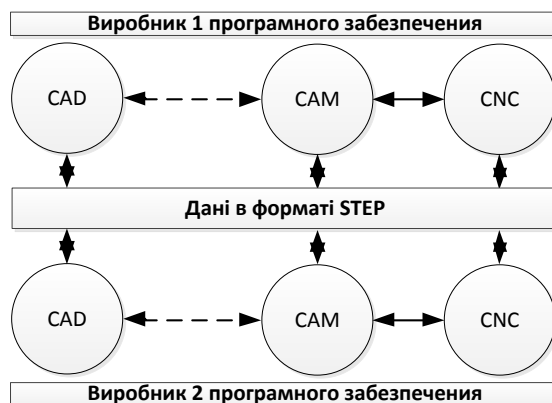 Виробник 1 програмного забезпечення
CAD CAM CNC
Дані в форматі STEP
CAD CAM CNC
Виробник 2 програмного забезпечення